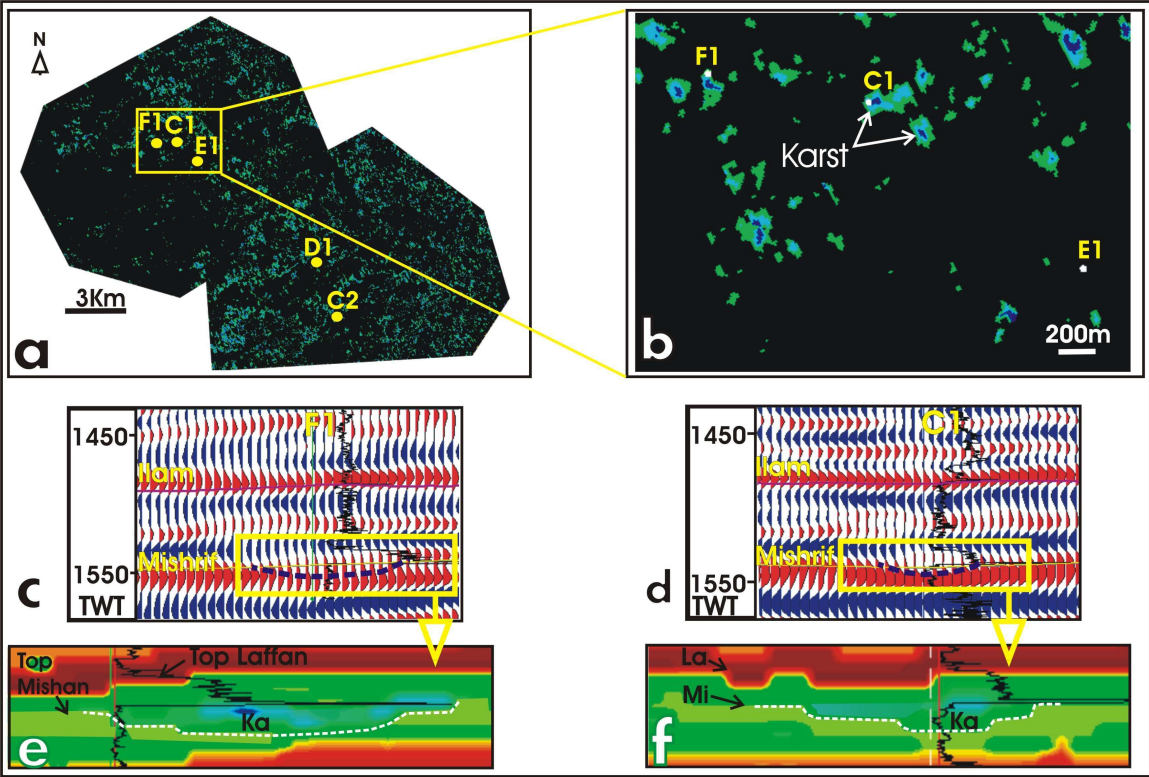 N
F1 C1
E1
D1
C2
3Km
a
F1
C1
Karst
E1
200m
b
F1
1450
Ilam
Mishrif
1550
TWT
c
C1
1450
Ilam
Mishrif
1550
TWT
d
Top
Mishan
Top Laffan
Ka
e
La
Mi
Ka
f